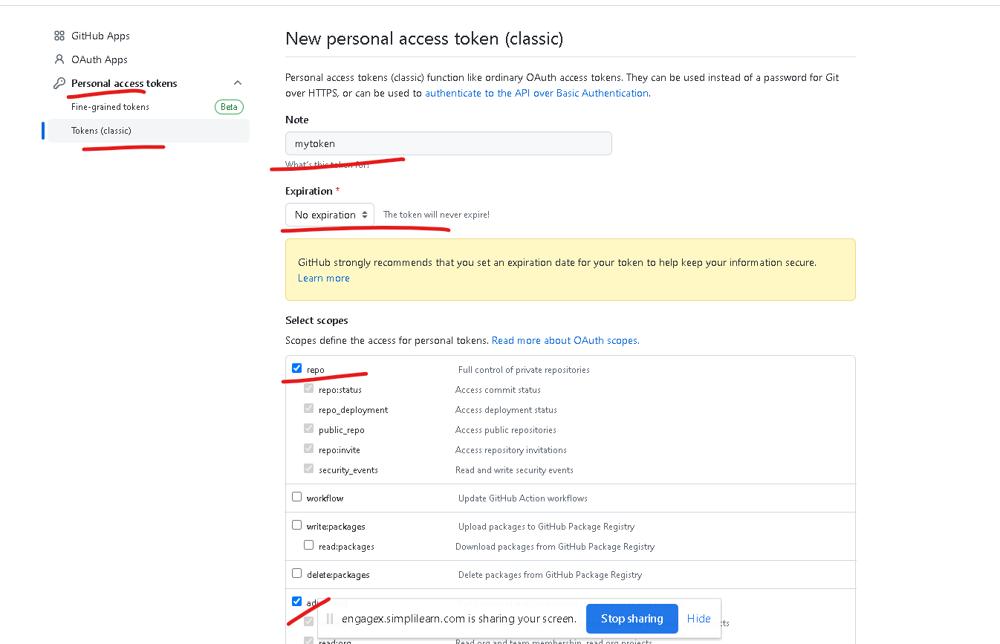 GitHub Apps
OAuth Apps
Personal access tokens
Fine-grained tokens Beta
Tokens (classic)
New personal access token (classic)
Personal access tokens (classic) function like ordinary OAuth access tokens. They can be used instead of a password for Git
over HTTPS, or can be used to authenticate to the API over Basic Authentication.
Note
mytoken
What's this token for?
Expiration *
No expiration The token will never expire!
GitHub strongly recommends that you set an expiration date for your token to help keep your information secure.
Learn more
Select scopes
Scopes define the access for personal tokens. Read more about OAuth scopes.
repo Full control of private repositories
repo:status Access commit status
repo_deployment Access deployment status
public_repo Access public repositories
repo:invite Access repository invitations
security_events Read and write security events
workflow Update GitHub Action workflows
write:packages Upload packages to GitHub Package Registry
read:packages Download packages from GitHub Package Registry
delete:packages Delete packages from GitHub Package Registry
engagex.simplilearn.com is sharing your screen. Stop sharing Hide
read:org Read org and team membership, read org projects